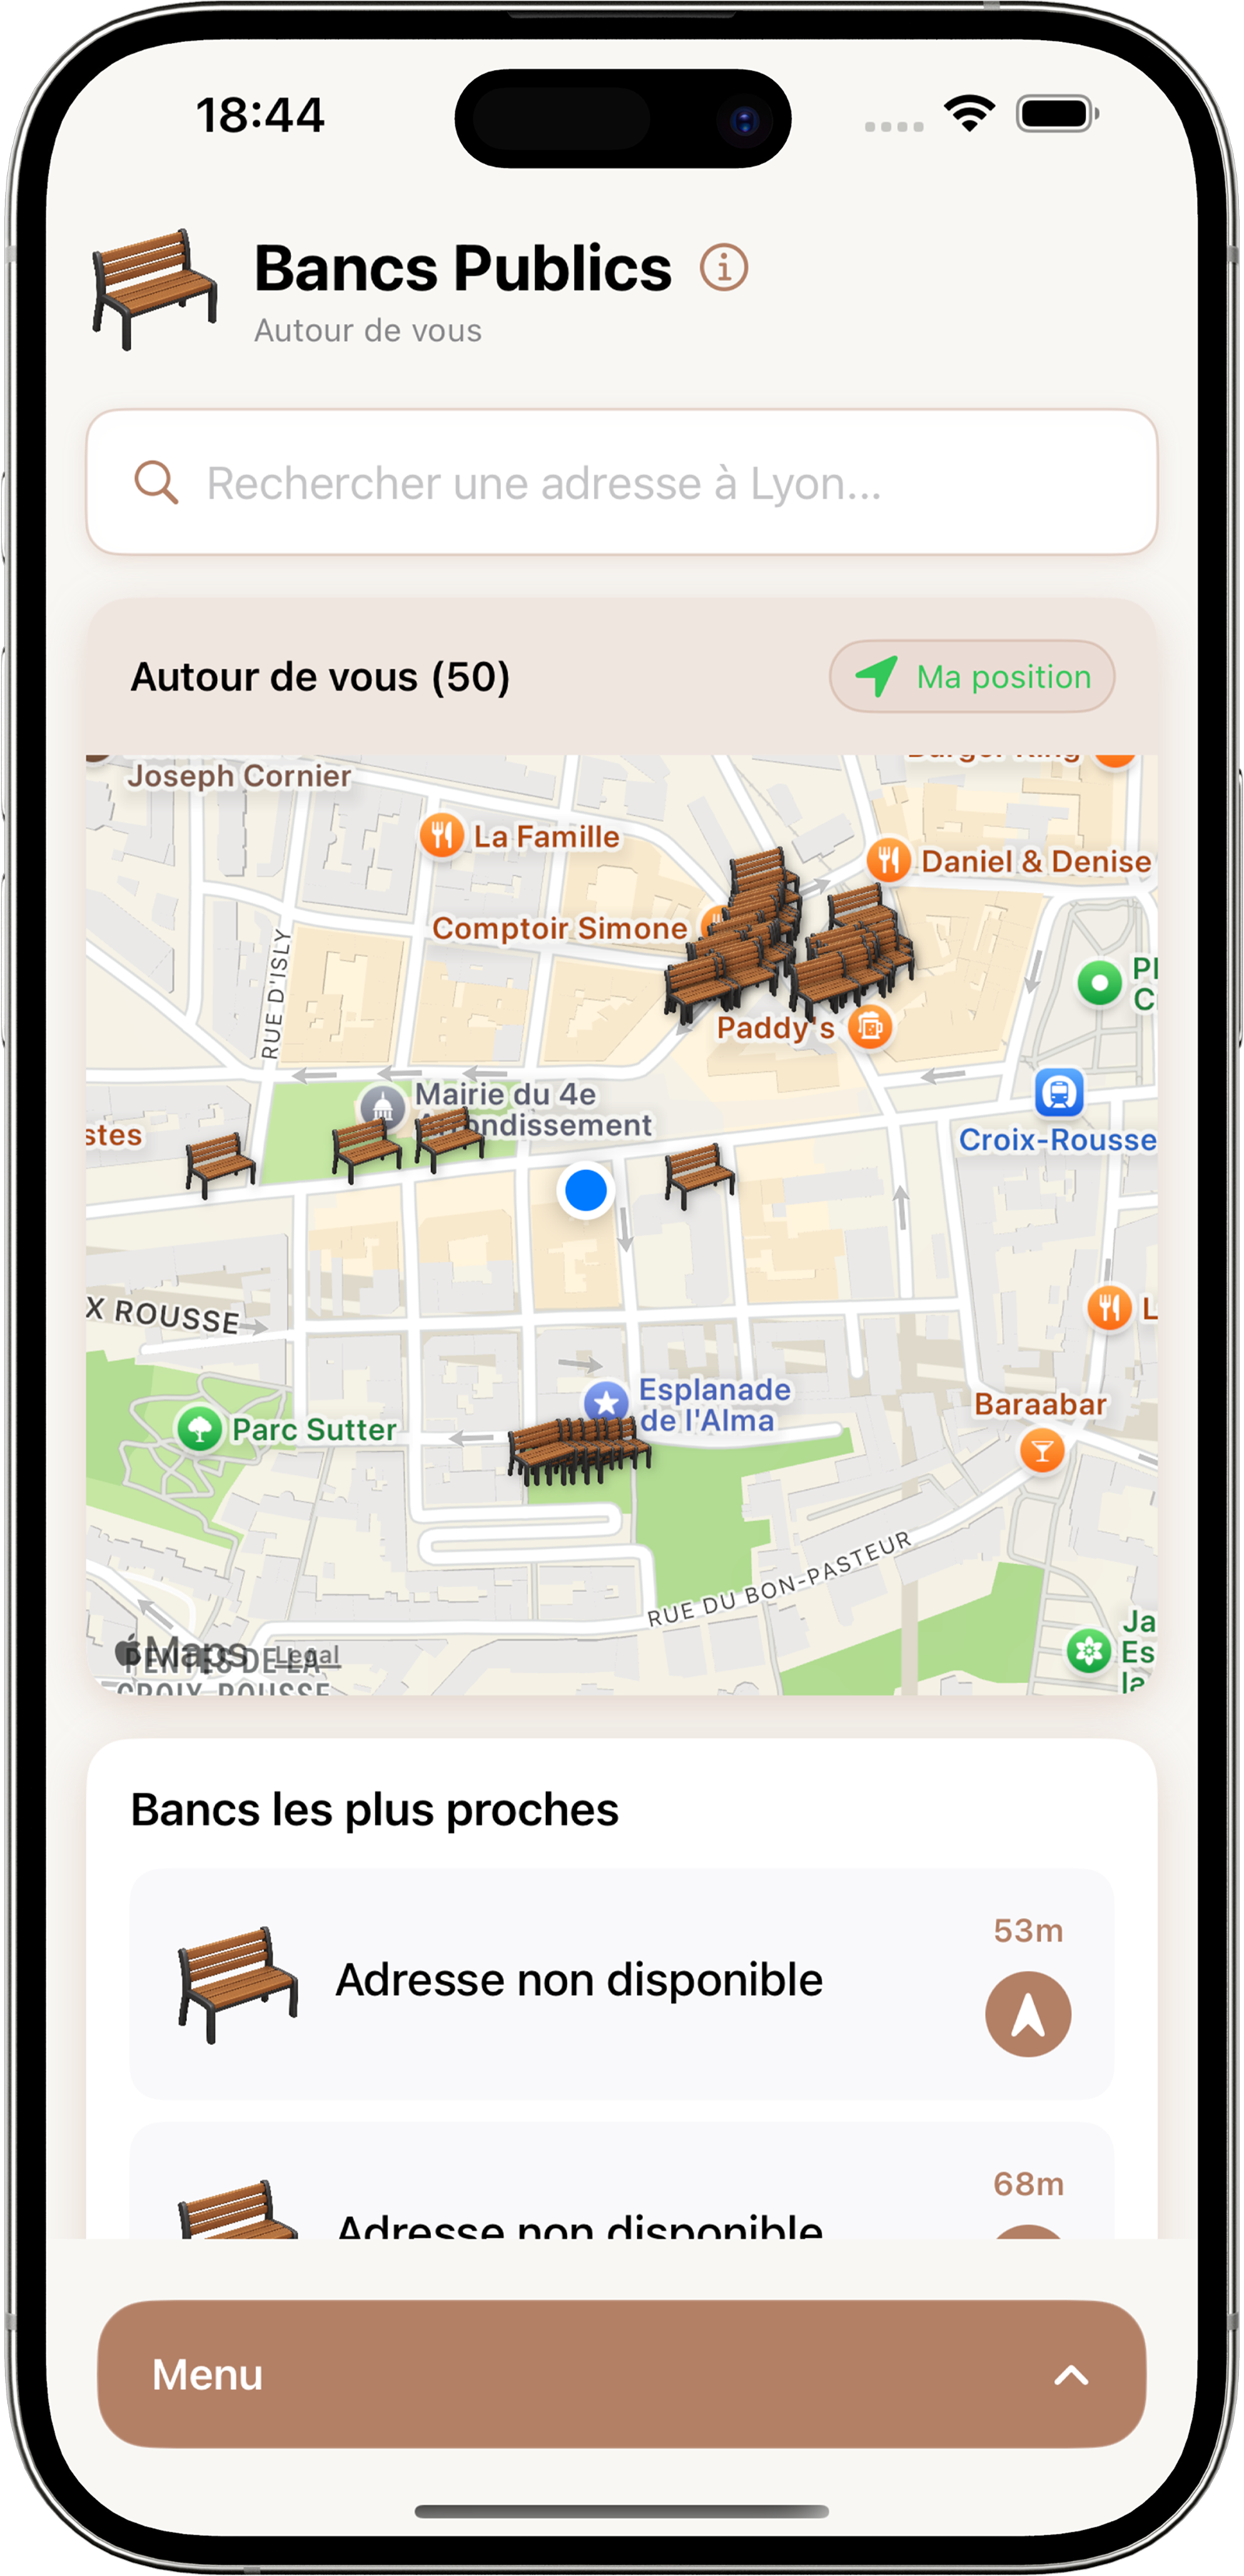 18:44
Bancs Publics
Autour de vous
Rechercher une adresse à Lyon...
Autour de vous (50)
Ma position
Burger King
Joseph Cornier
La Famille
Daniel & Denise
Comptoir Simone
RUE D'ISLY
Pl
C
Paddy's
Mairie du 4e
Arrondissement
stes
Croix-Rousse
X ROUSSE
L
Esplanade
de l'Alma
Baraabar
Parc Sutter
RUE DU BON-PASTEUR
Ja
Es
la
Maps
Legal
PENTES DE LA
CROIX-ROUSSE
Bancs les plus proches
53m
Adresse non disponible
68m
Adresse non disponible
Menu